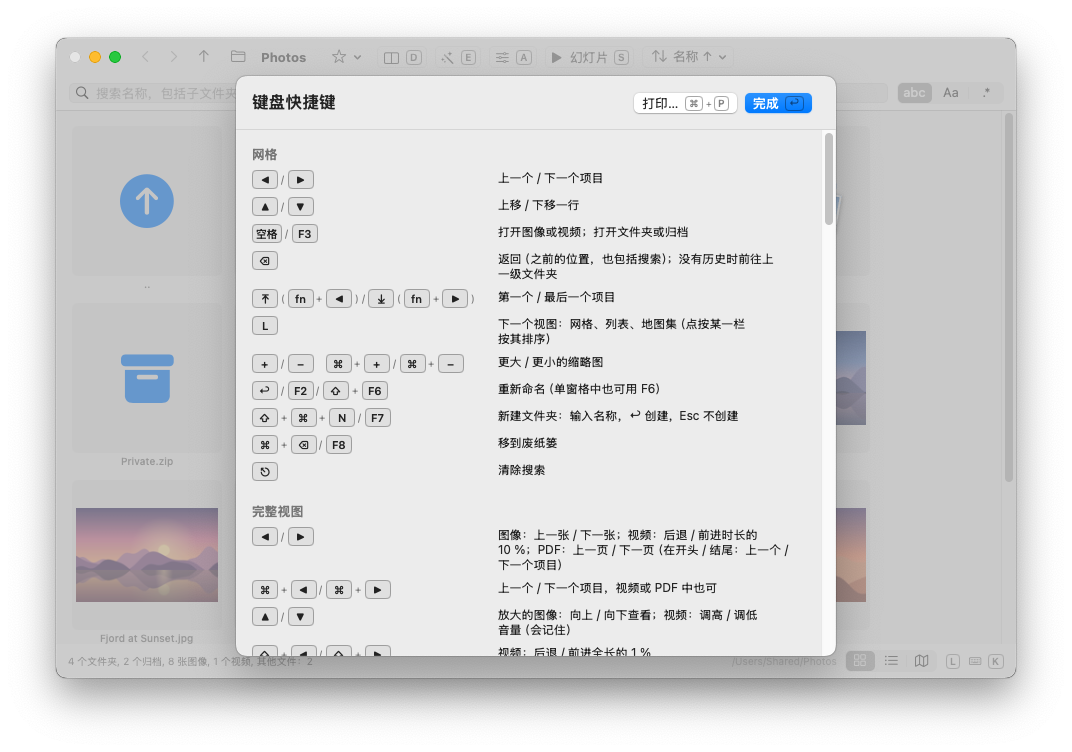 Photos
D
E
A
幻灯片 S
名称
搜索名称，包括子文件夹
abc
Aa
.*
键盘快捷键
打印... ⌘ + P
完成 ↩
网格
◀ / ▶ 上一个 / 下一个项目
▲ / ▼ 上移 / 下移一行
空格 / F3 打开图像或视频；打开文件夹或归档
⌫ 返回 (之前的位置，也包括搜索)；没有历史时前往上
一级文件夹
⤒ ( fn + ◀ ) / ⤓ ( fn + ▶ ) 第一个 / 最后一个项目
L 下一个视图：网格、列表、地图集 (点按某一栏
按其排序)
+ / − ⌘ + + / ⌘ + − 更大 / 更小的缩略图
↩ / F2 / ⇧ + F6 重新命名 (单窗格中也可用 F6)
⇧ + ⌘ + N / F7 新建文件夹：输入名称，↩ 创建，Esc 不创建
⌘ + ⌫ / F8 移到废纸篓
⎋ 清除搜索
完整视图
◀ / ▶ 图像：上一张 / 下一张；视频：后退 / 前进时长的
10 %；PDF：上一页 / 下一页 (在开头 / 结尾：上一个 /
下一个项目)
⌘ + ◀ / ⌘ + ▶ 上一个 / 下一个项目，视频或 PDF 中也可
▲ / ▼ 放大的图像：向上 / 向下查看；视频：调高 / 调低
音量 (会记住)
⇧ + ◀ / ⇧ + ▶ 视频：后退 / 前进全长的 1 %
..
Private.zip
Fjord at Sunset.jpg
4 个文件夹, 2 个归档, 8 张图像, 1 个视频, 其他文件：2
/Users/Shared/Photos
L
K